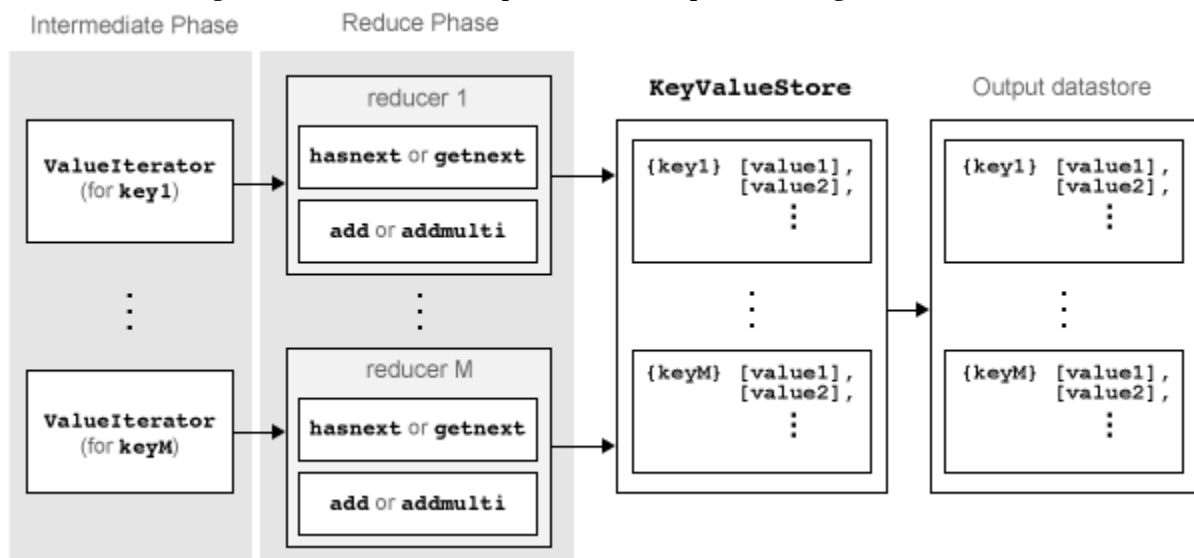 Intermediate Phase
Reduce Phase
reducer 1
KeyValueStore
Output datastore
ValueIterator
(for key1)
hasnext or getnext
add or addmulti
{key1} [value1],
[value2],
{key1} [value1],
[value2],
reducer M
ValueIterator
(for keyM)
hasnext or getnext
add or addmulti
{keyM} [value1],
[value2],
{keyM} [value1],
[value2],